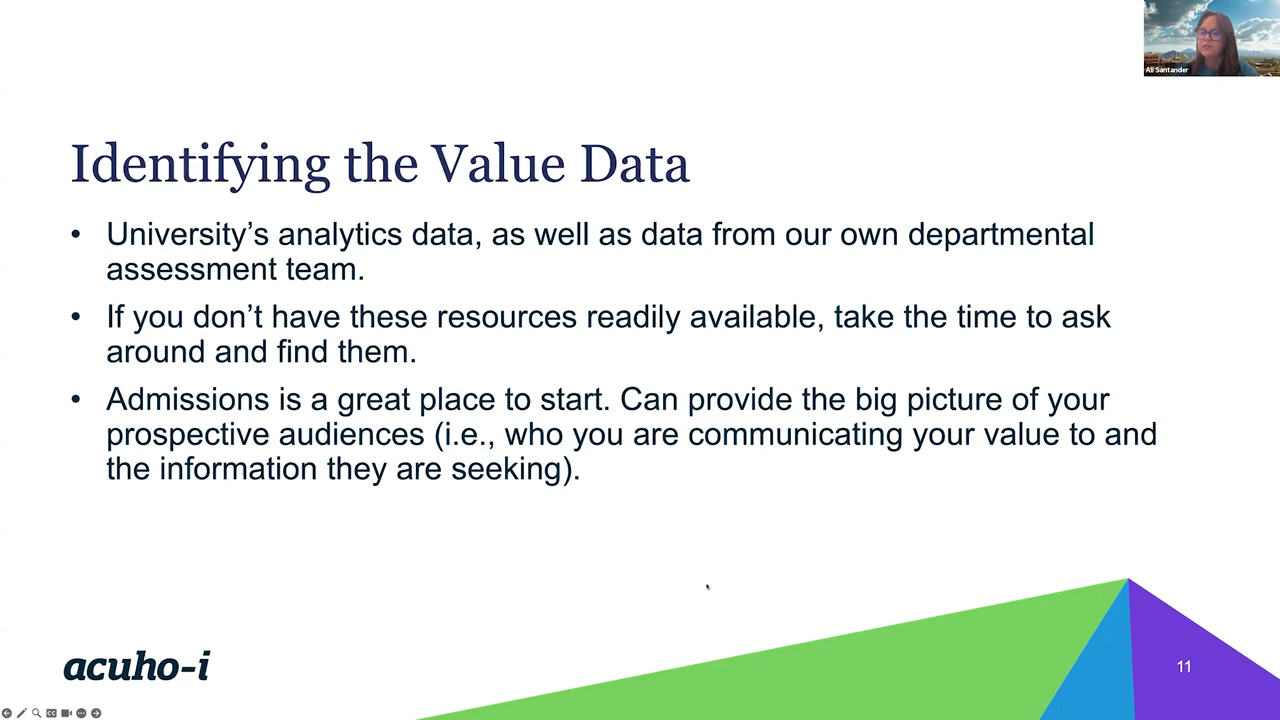 Ali Santander
Identifying the Value Data
• University’s analytics data, as well as data from our own departmental
assessment team.
• If you don’t have these resources readily available, take the time to ask
around and find them.
• Admissions is a great place to start. Can provide the big picture of your
prospective audiences (i.e., who you are communicating your value to and
the information they are seeking).
acuho-i
11